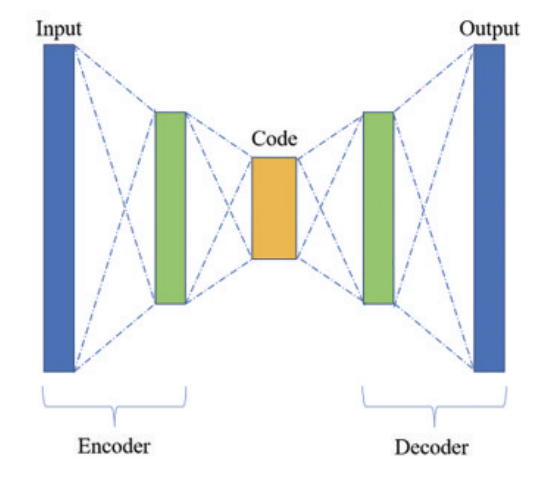 Input
Output
Code
Encoder
Decoder